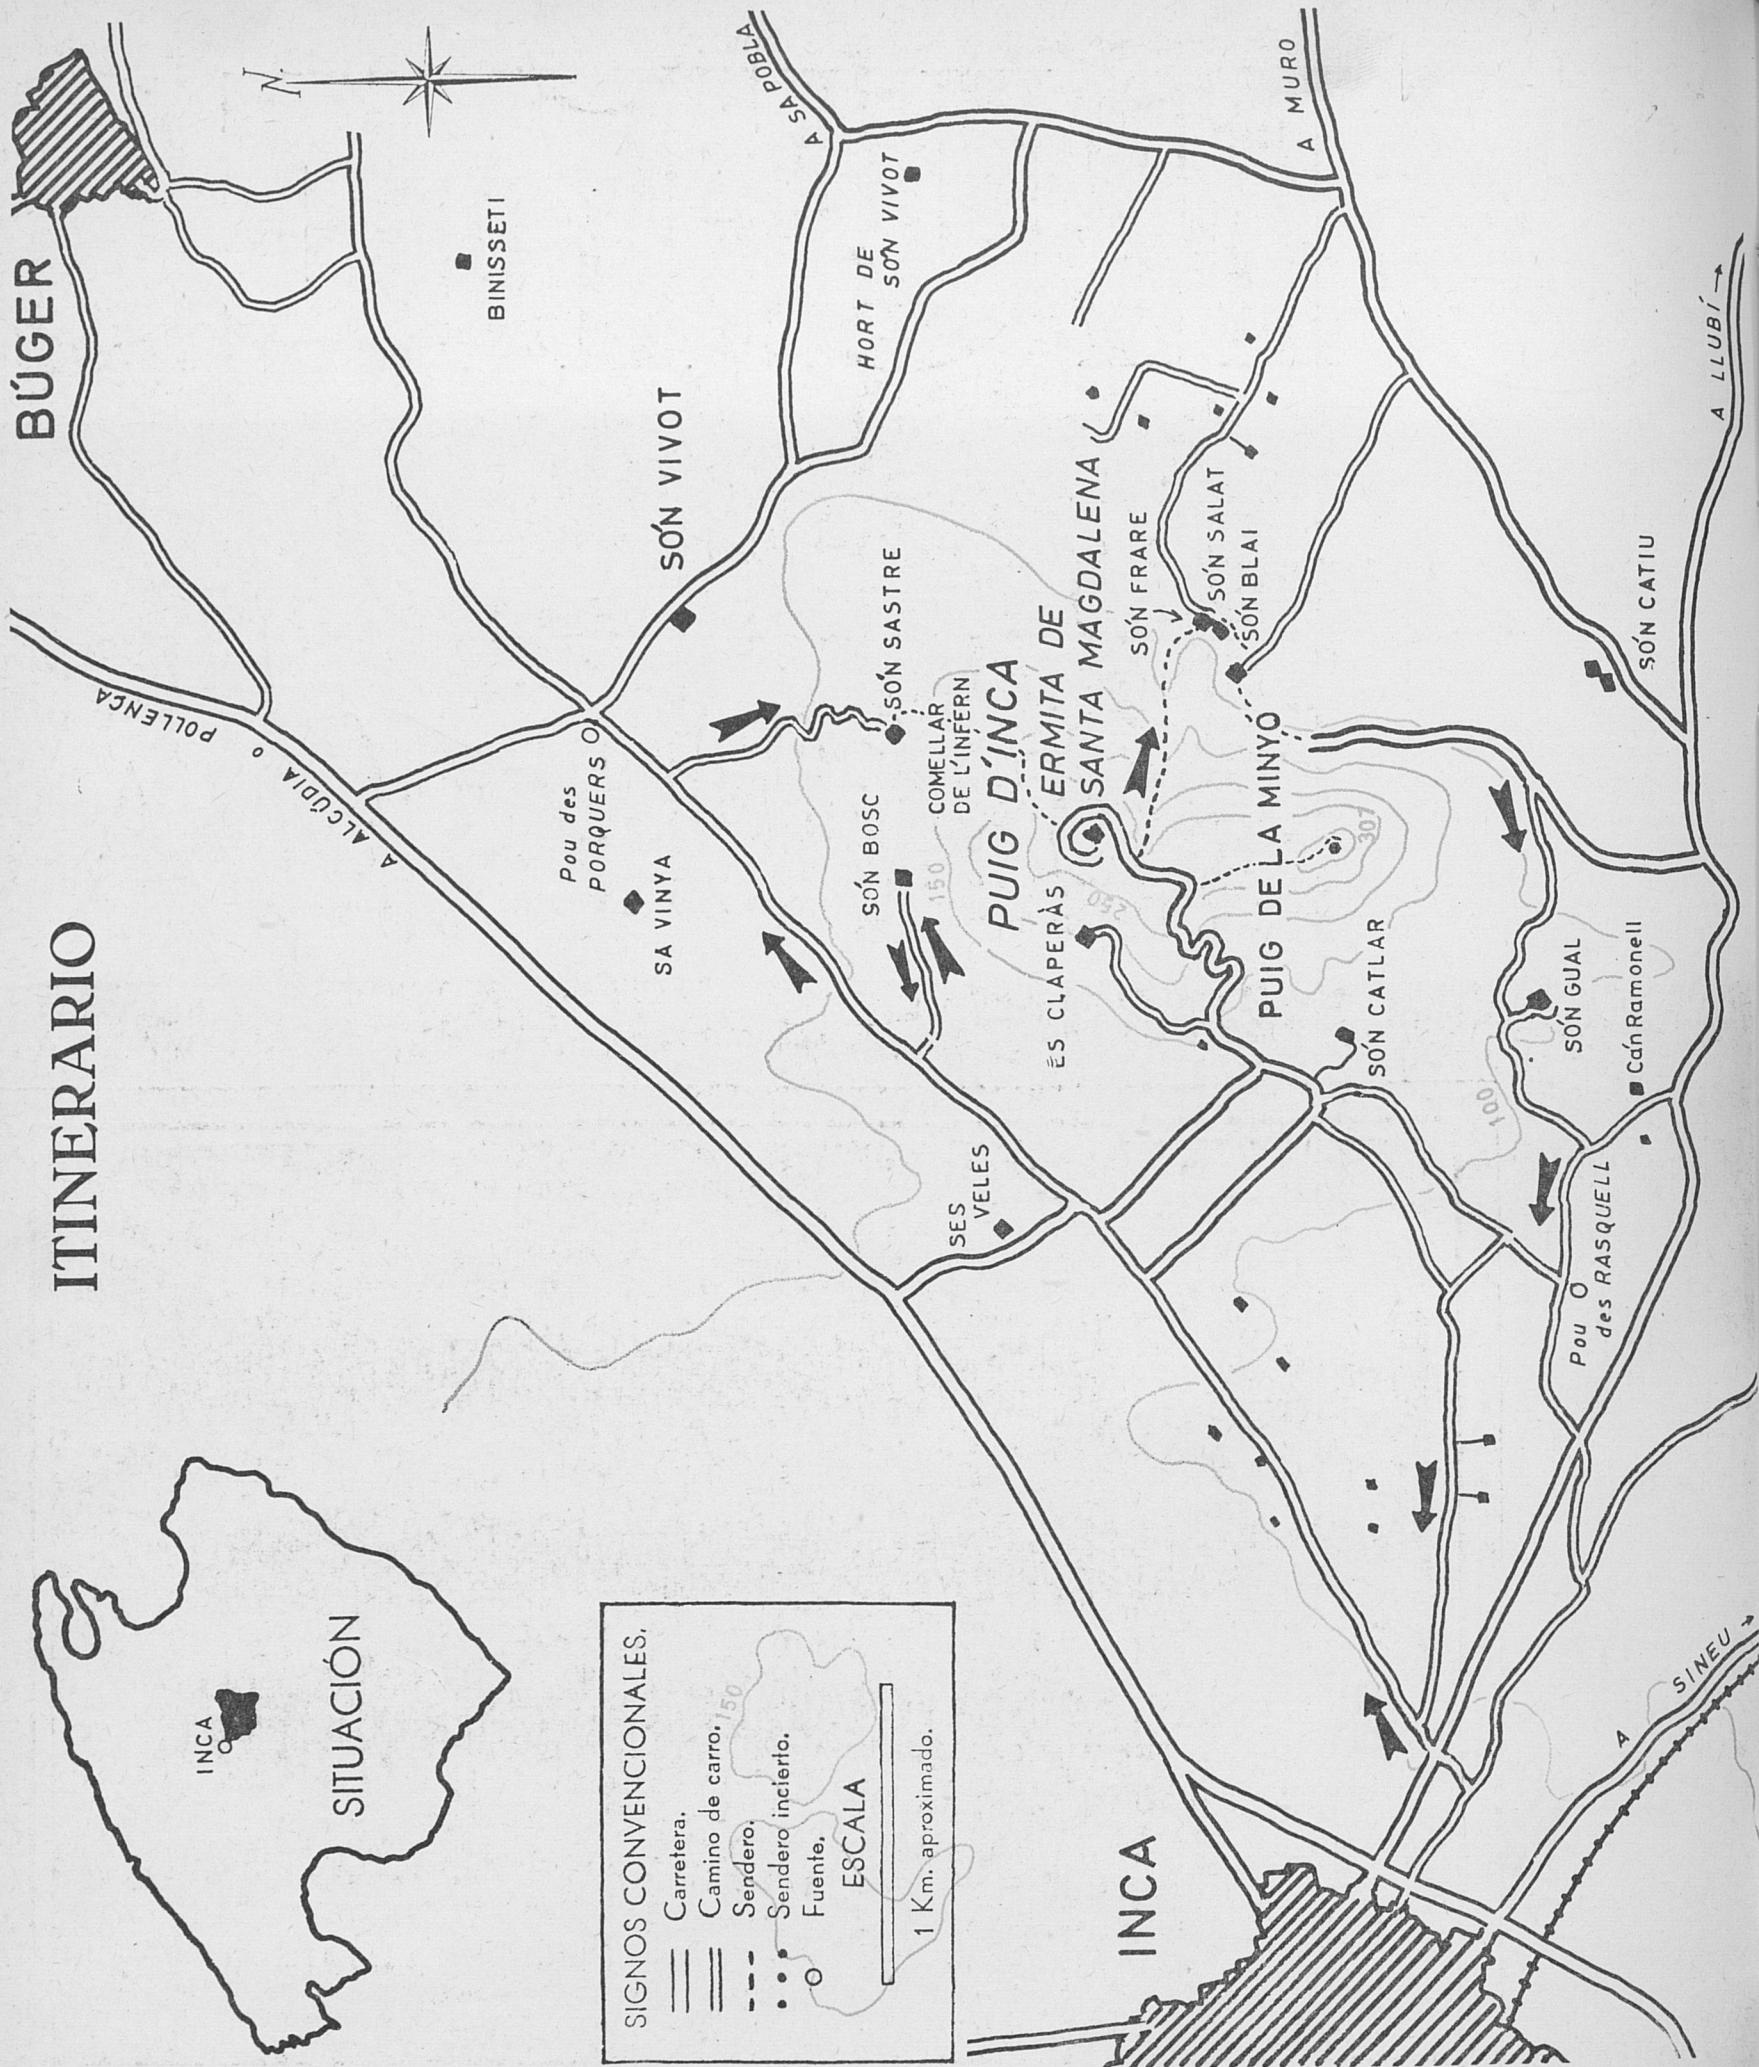 ITINERARIO
INCA
SITUACIÓN
SIGNOS CONVENCIONALES.
Carretera.
Camino de carro.
Sendero.
Sendero incierto.
Fuente.
ESCALA
1 Km. aproximado.
150
BÚGER
N
A ALCÚDIA o POLLENÇA
BINISSETI
A SA POBLA
Pou des
PORQUERS
SA VINYA
SÓN VIVOT
HORT DE
SÓN VIVOT
A MURO
SÓN BOSC
SÓN SASTRE
COMELLAR
DE L'INFERN
150
PUIG D'INCA
ERMITA DE
SANTA MAGDALENA
SÓN FRARE
SÓN SALAT
SÓN BLAI
SES
VELES
ES CLAPERÀS
250
PUIG DE LA MINYÓ
307
SÓN CATLAR
SÓN CATIU
A LLUBÍ
100
SÓN GUAL
Cán Ramonell
Pou
des RASQUELL
INCA
A SINEU